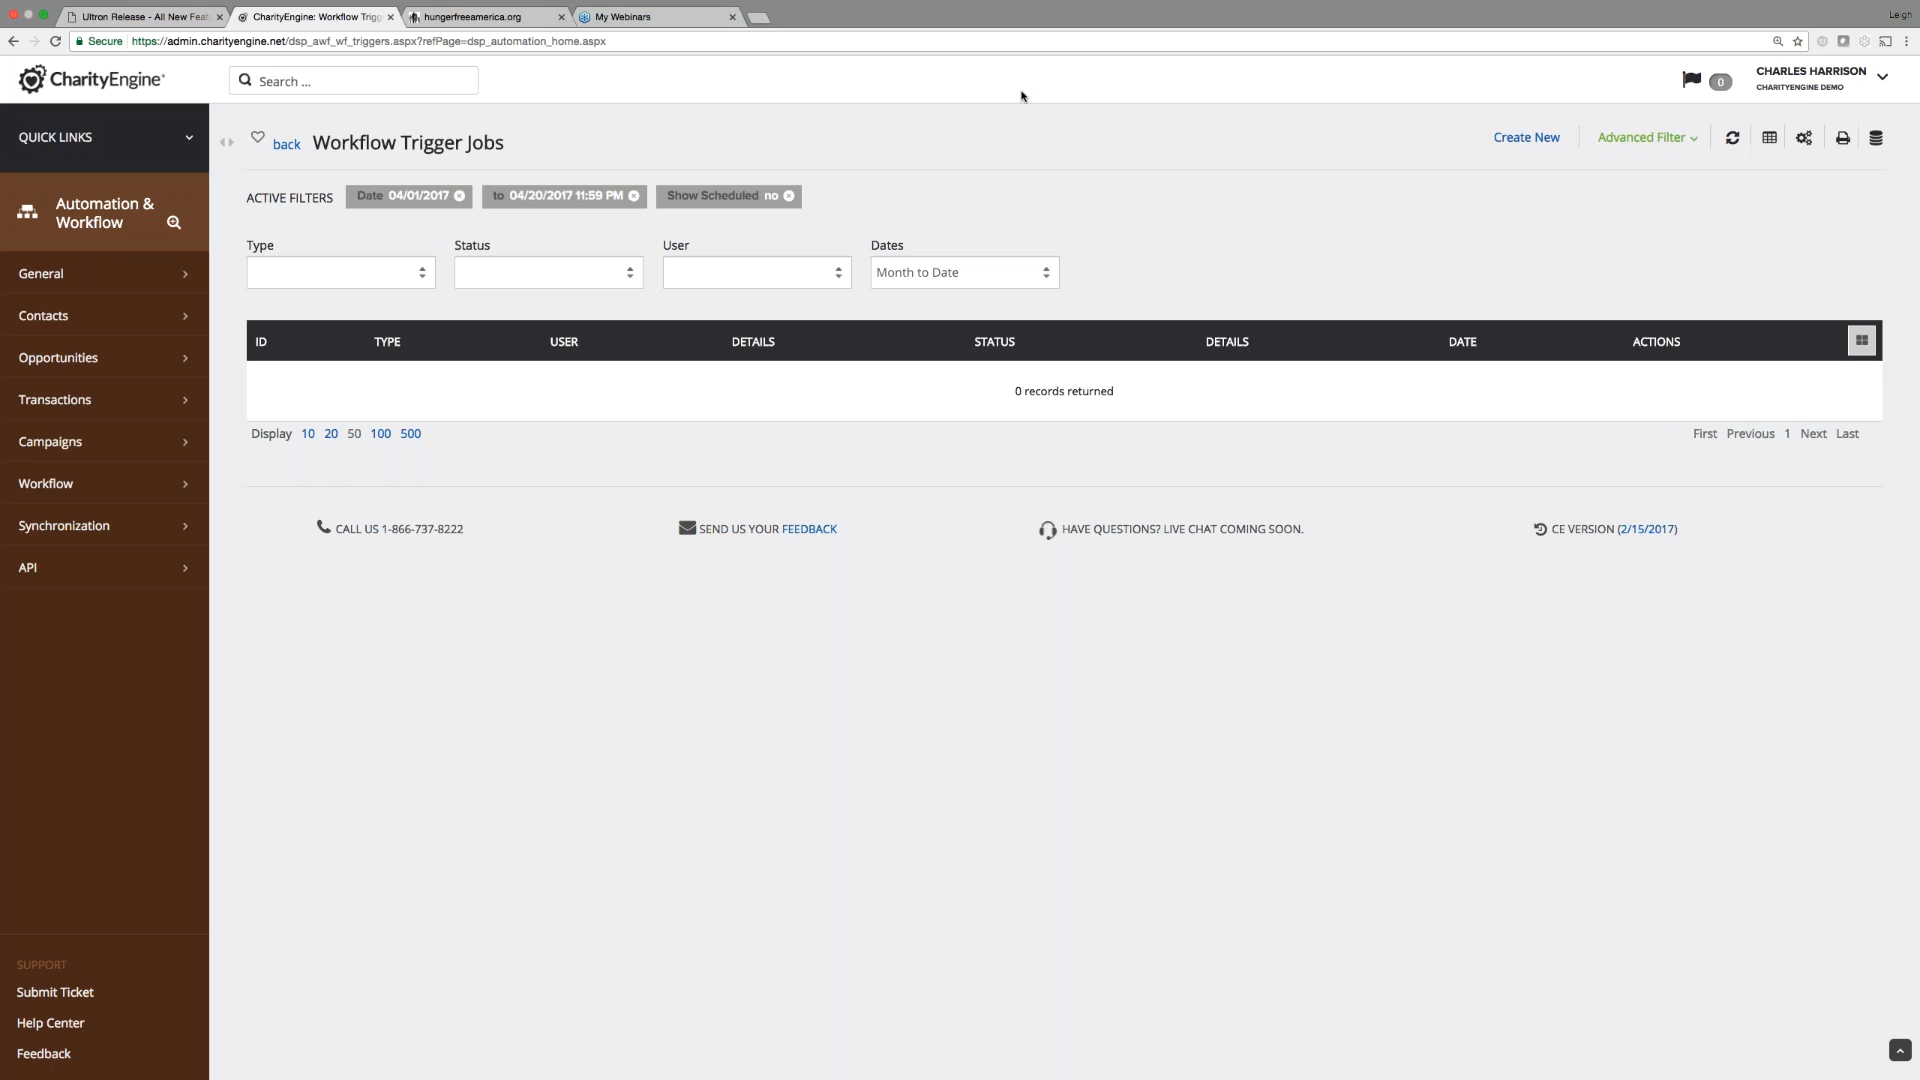 Ultron Release - All New Feat
CharityEngine: Workflow Trigg
hungerfreeamerica.org
My Webinars
Leigh
Secure
https://admin.charityengine.net/dsp_awf_wf_triggers.aspx?refPage=dsp_automation_home.aspx
CharityEngine
Search ...
0
CHARLES HARRISON
CHARITYENGINE DEMO
QUICK LINKS
back
Workflow Trigger Jobs
Create New
Advanced Filter
ACTIVE FILTERS
Date 04/01/2017
to 04/20/2017 11:59 PM
Show Scheduled no
Automation &
Workflow
General
Contacts
Opportunities
Transactions
Campaigns
Workflow
Synchronization
API
Type
Status
User
Dates
Month to Date
ID
TYPE
USER
DETAILS
STATUS
DETAILS
DATE
ACTIONS
0 records returned
Display 10 20 50 100 500
First Previous 1 Next Last
CALL US 1-866-737-8222
SEND US YOUR FEEDBACK
HAVE QUESTIONS? LIVE CHAT COMING SOON.
CE VERSION (2/15/2017)
SUPPORT
Submit Ticket
Help Center
Feedback